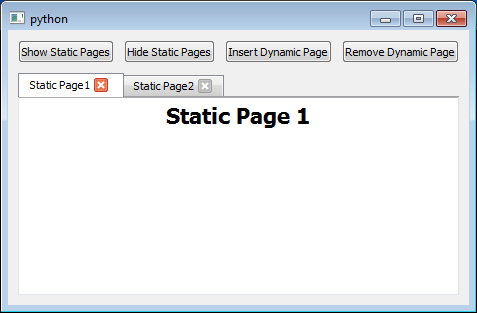 python
Show Static Pages Hide Static Pages Insert Dynamic Page Remove Dynamic Page
Static Page1 Static Page2
Static Page 1